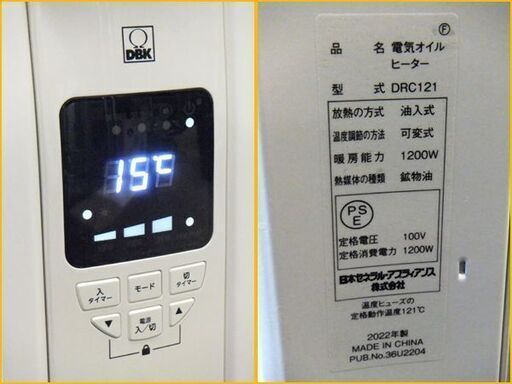 DBK
15℃
入
タイマー
モード
切
タイマー
▼
電源
入/切
▲
Ⓕ
品 名 電気オイル
ヒーター
型 式 DRC121
放熱の方式 油入式
温度調節の方法 可変式
暖房能力 1200W
熱媒体の種類 鉱物油
PS
E
定格電圧 100V
定格消費電力 1200W
日本ゼネラル・アプライアンス
株式会社
温度ヒューズの
定格動作温度121℃
2022年製
MADE IN CHINA
PUB.No.36U2204